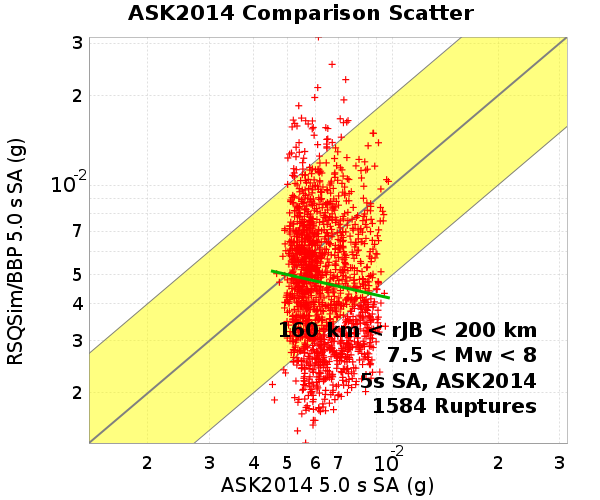 ASK2014 Comparison Scatter
RSQSim/BBP 5.0 s SA (g)
3
2
10-2
7
5
4
3
2
160 km < rJB < 200 km
7.5 < Mw < 8
5s SA, ASK2014
1584 Ruptures
2 3 4 5 6 7 10-2 2 3
ASK2014 5.0 s SA (g)